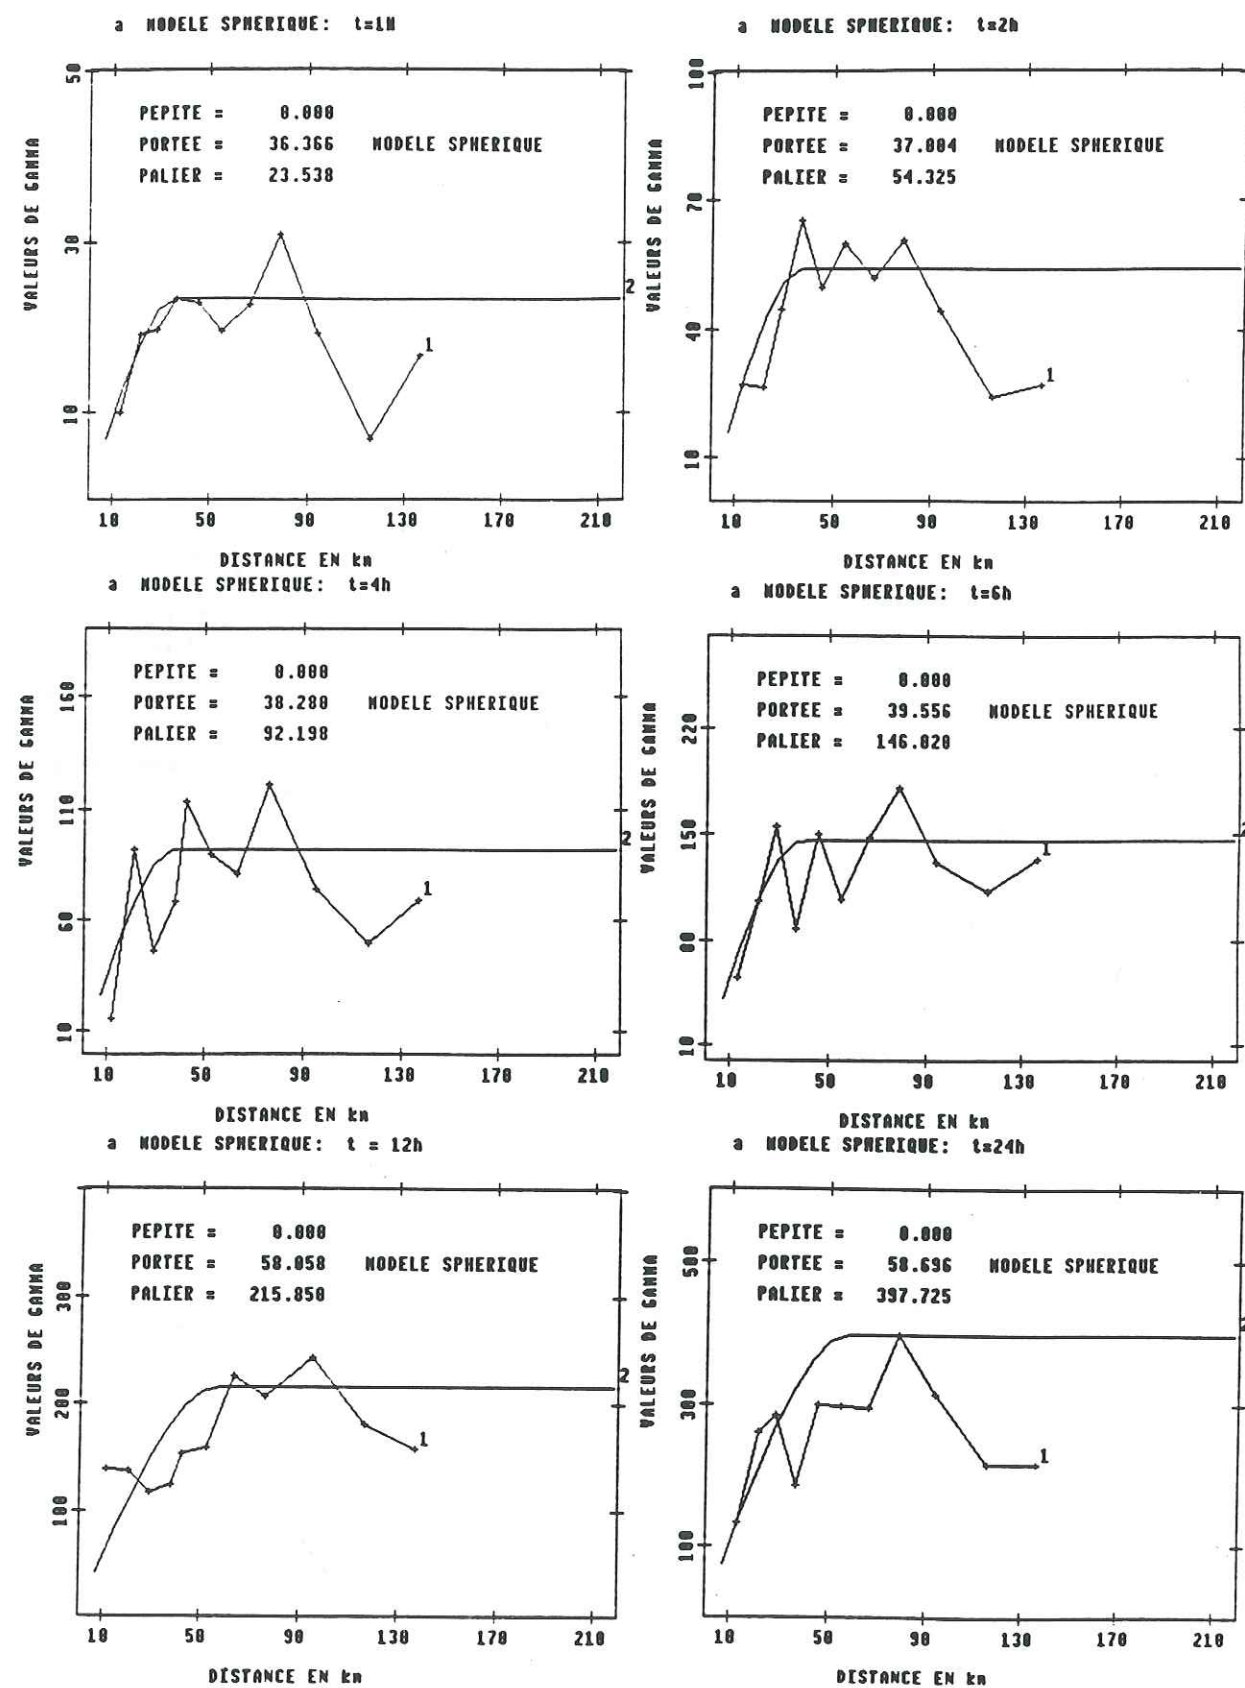 a MODELE SPHERIQUE: t=1H
VALEURS DE GAMMA
50
30
10
PEPITE = 0.000
PORTEE = 36.366 MODELE SPHERIQUE
PALIER = 23.538
2
1
10 50 90 130 170 210
DISTANCE EN km
a MODELE SPHERIQUE: t=2h
VALEURS DE GAMMA
100
70
40
10
PEPITE = 0.000
PORTEE = 37.004 MODELE SPHERIQUE
PALIER = 54.325
1
10 50 90 130 170 210
DISTANCE EN km
a MODELE SPHERIQUE: t=4h
VALEURS DE GAMMA
160
110
60
10
PEPITE = 0.000
PORTEE = 38.280 MODELE SPHERIQUE
PALIER = 92.198
2
1
10 50 90 130 170 210
DISTANCE EN km
a MODELE SPHERIQUE: t=6h
VALEURS DE GAMMA
220
150
80
10
PEPITE = 0.000
PORTEE = 39.556 MODELE SPHERIQUE
PALIER = 146.020
2
1
10 50 90 130 170 210
DISTANCE EN km
a MODELE SPHERIQUE: t = 12h
VALEURS DE GAMMA
300
200
100
PEPITE = 0.000
PORTEE = 58.058 MODELE SPHERIQUE
PALIER = 215.850
2
1
10 50 90 130 170 210
DISTANCE EN km
a MODELE SPHERIQUE: t=24h
VALEURS DE GAMMA
500
300
100
PEPITE = 0.000
PORTEE = 58.696 MODELE SPHERIQUE
PALIER = 397.725
2
1
10 50 90 130 170 210
DISTANCE EN km